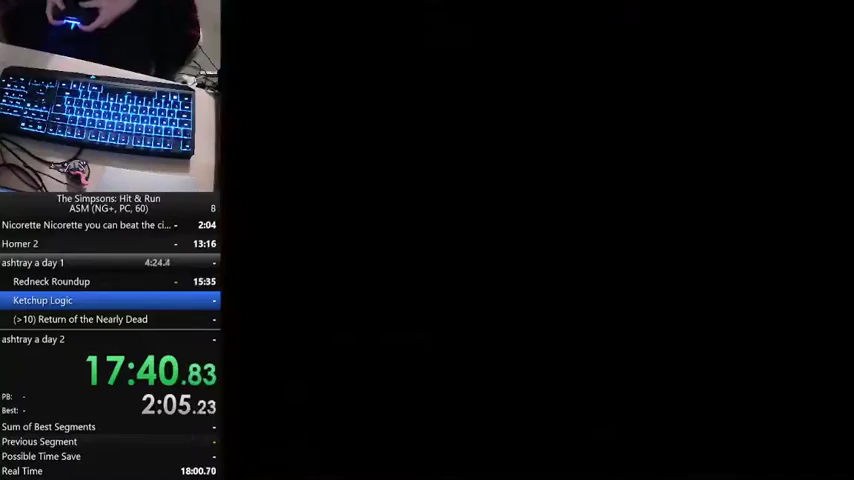 The Simpsons: Hit & Run
ASM (NG+, PC, 60) 8
Nicorette Nicorette you can beat the ci... - 2:04
Homer 2 - 13:16
ashtray a day 1 4:24.4 -
Redneck Roundup - 15:35
Ketchup Logic -
(>10) Return of the Nearly Dead -
ashtray a day 2 -
17:40.83
PB: -
Best: -
2:05.23
Sum of Best Segments -
Previous Segment -
Possible Time Save -
Real Time 18:00.70